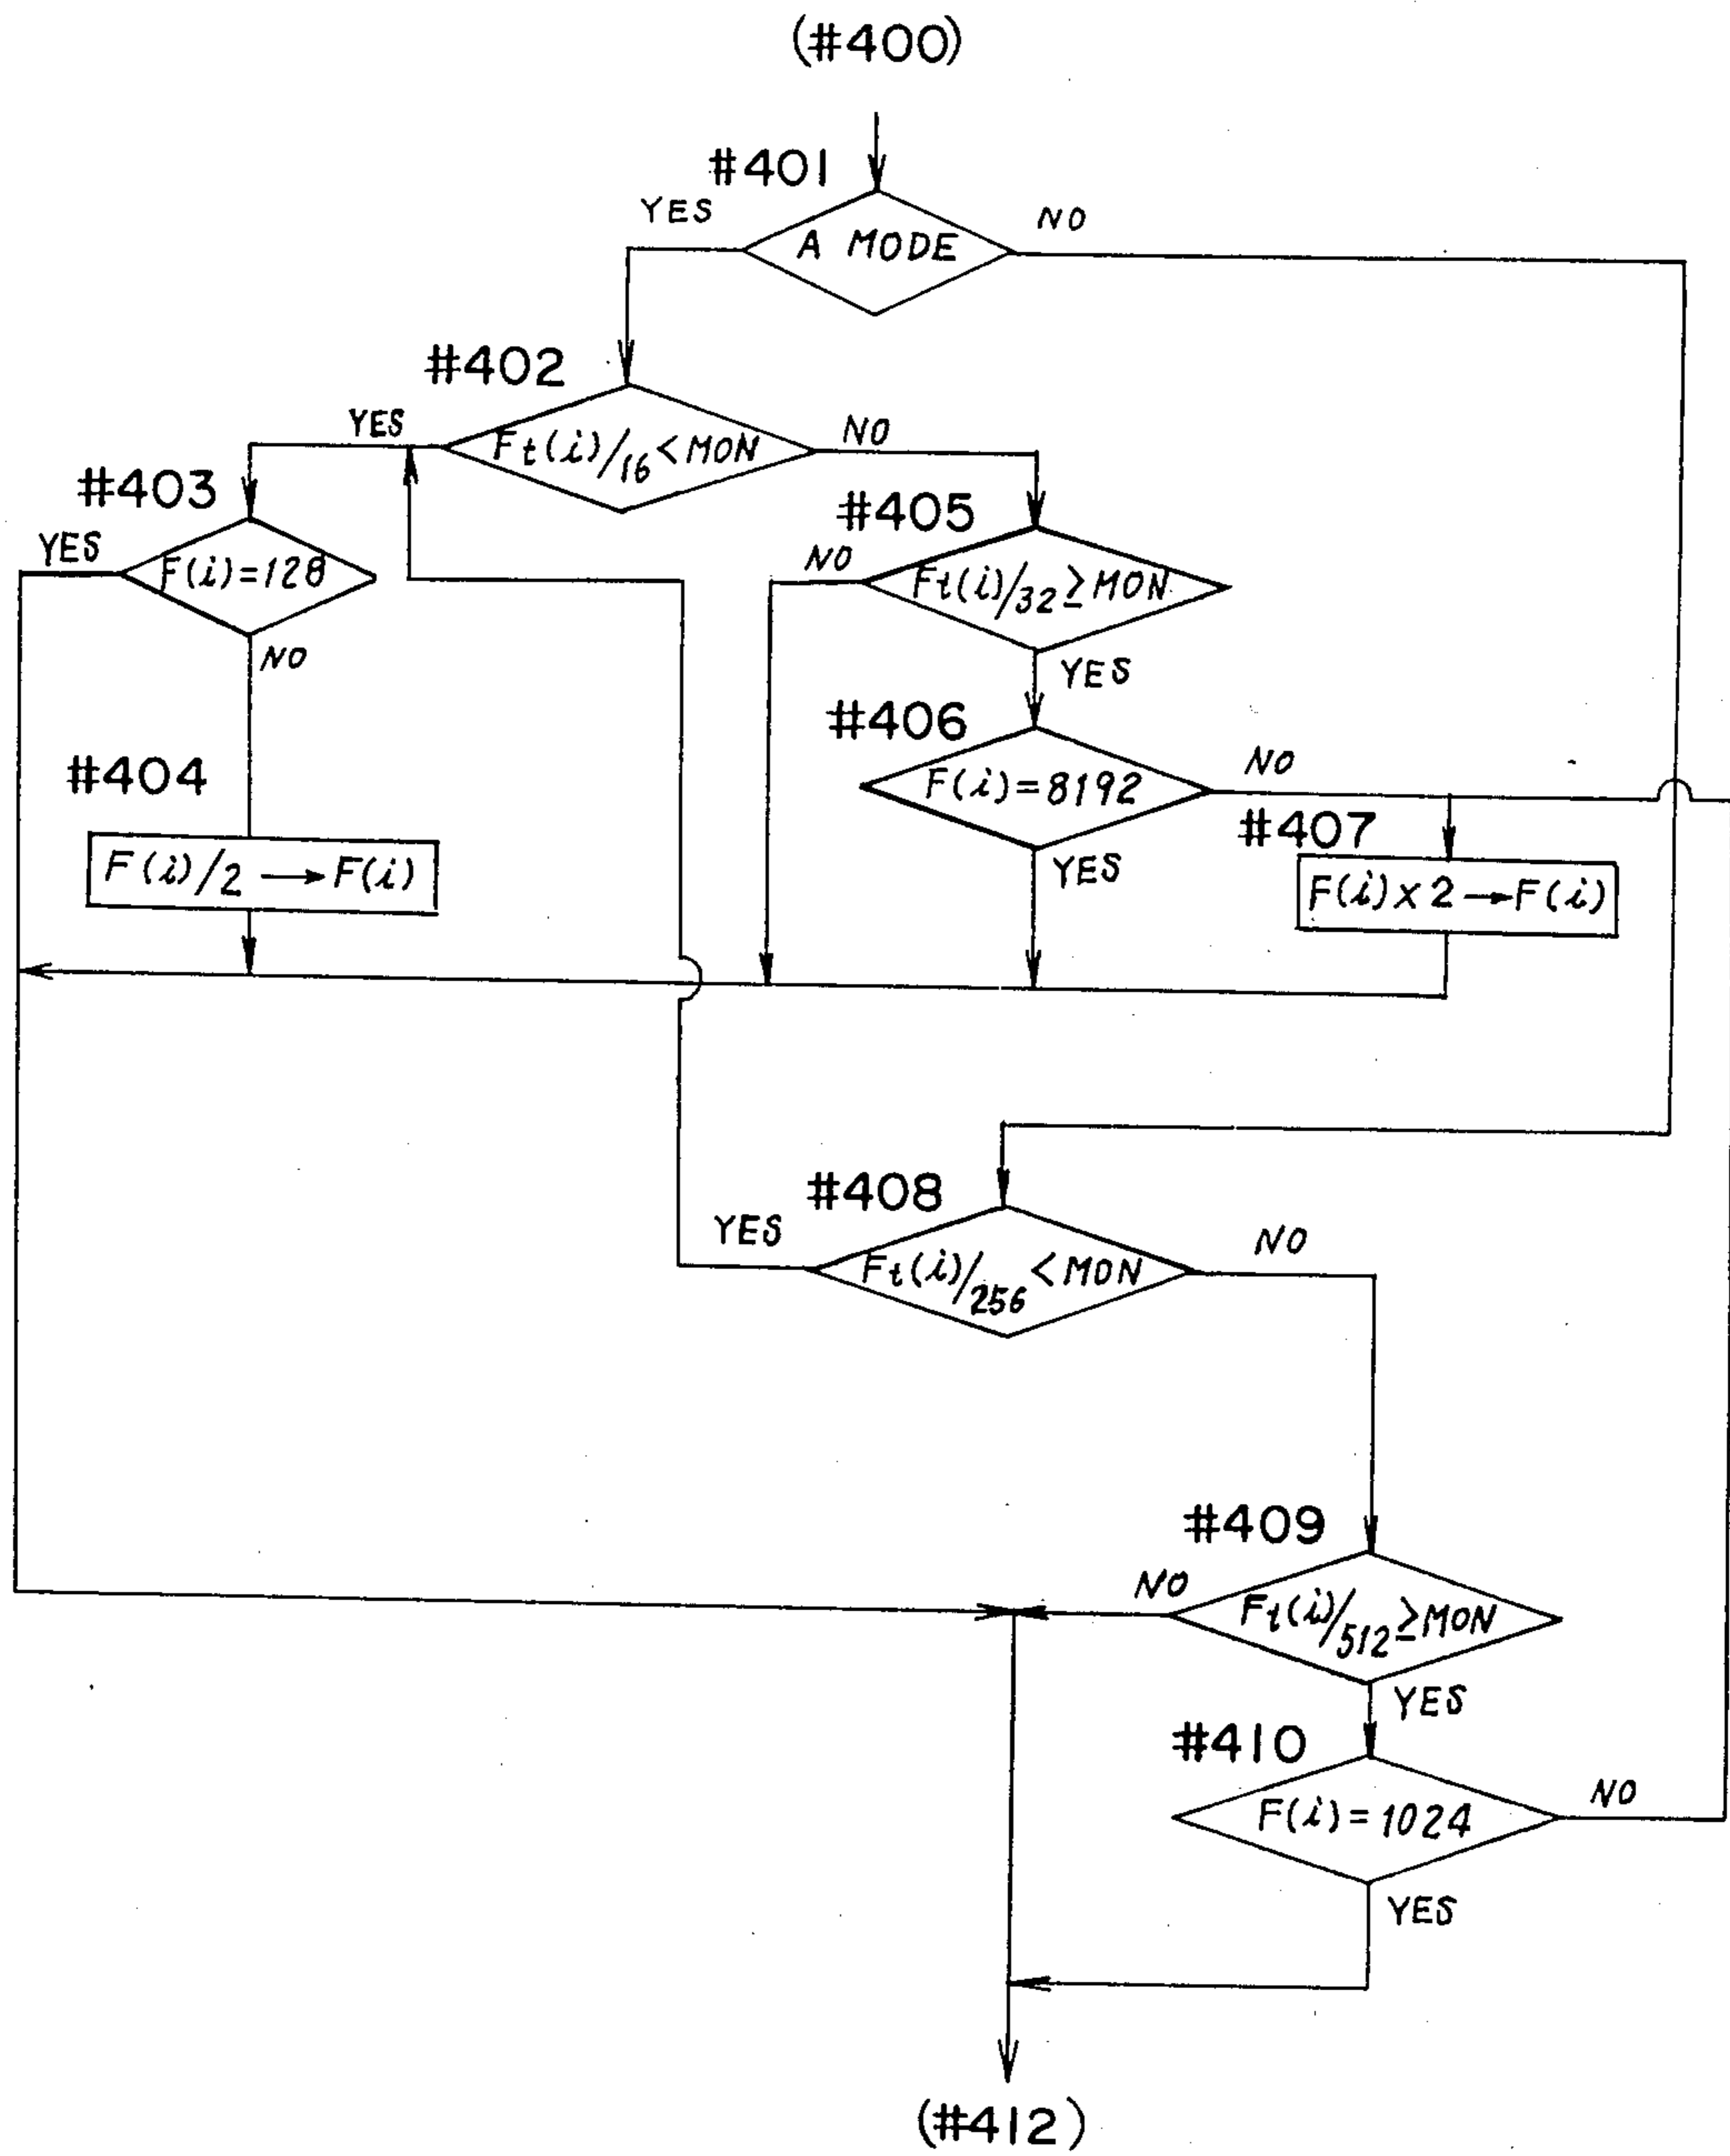 (#400)
#401
YES
NO
A MODE
#402
YES
NO
Ft(i)/16 < MON
#403
YES
F(i)=128
NO
#405
NO
Ft(i)/32 ≥ MON
YES
#406
NO
F(i)=8192
YES
#404
F(i)/2 → F(i)
#407
F(i)×2 → F(i)
#408
YES
NO
Ft(i)/256 < MON
#409
NO
Ft(i)/512 ≥ MON
YES
#410
NO
F(i)=1024
YES
(#412)